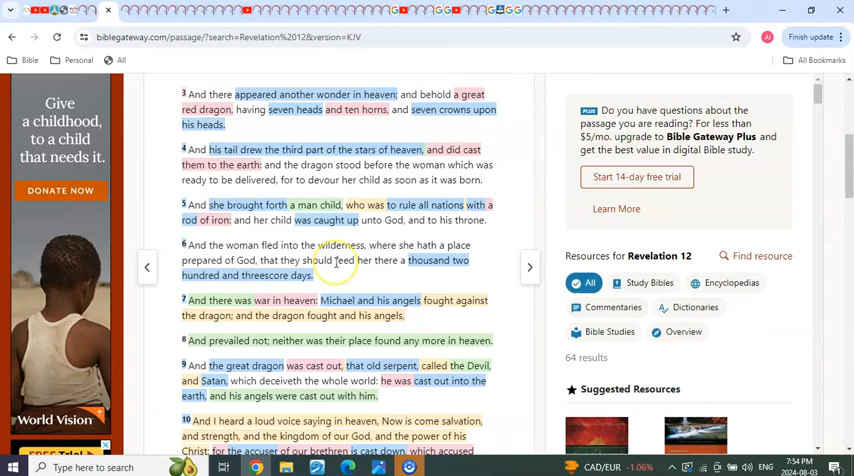 Finish update
biblegateway.com/passage/?search=Revelation%2012&version=KJV
AI
Bible
Personal
All
All Bookmarks
Give
a childhood,
to a child
that needs it.
DONATE NOW
World Vision
3 And there appeared another wonder in heaven; and behold a great
red dragon, having seven heads and ten horns, and seven crowns upon
his heads.
4 And his tail drew the third part of the stars of heaven, and did cast
them to the earth: and the dragon stood before the woman which was
ready to be delivered, for to devour her child as soon as it was born.
5 And she brought forth a man child, who was to rule all nations with a
rod of iron: and her child was caught up unto God, and to his throne.
6 And the woman fled into the wilderness, where she hath a place
prepared of God, that they should feed her there a thousand two
hundred and threescore days.
7 And there was war in heaven: Michael and his angels fought against
the dragon; and the dragon fought and his angels,
8 And prevailed not; neither was their place found any more in heaven.
9 And the great dragon was cast out, that old serpent, called the Devil,
and Satan, which deceiveth the whole world: he was cast out into the
earth, and his angels were cast out with him.
10 And I heard a loud voice saying in heaven, Now is come salvation,
and strength, and the kingdom of our God, and the power of his
Christ: for the accuser of our brethren is cast down, which accused
PLUS Do you have questions about the
passage you are reading? For less than
$5/mo. upgrade to Bible Gateway Plus and
get the best value in digital Bible study.
Start 14-day free trial
Learn More
Resources for Revelation 12
Find resource
All
Study Bibles
Encyclopedias
Commentaries
Dictionaries
Bible Studies
Overview
64 results
Suggested Resources
Type here to search
CAD/EUR -1.06%
7:54 PM
2024-08-03